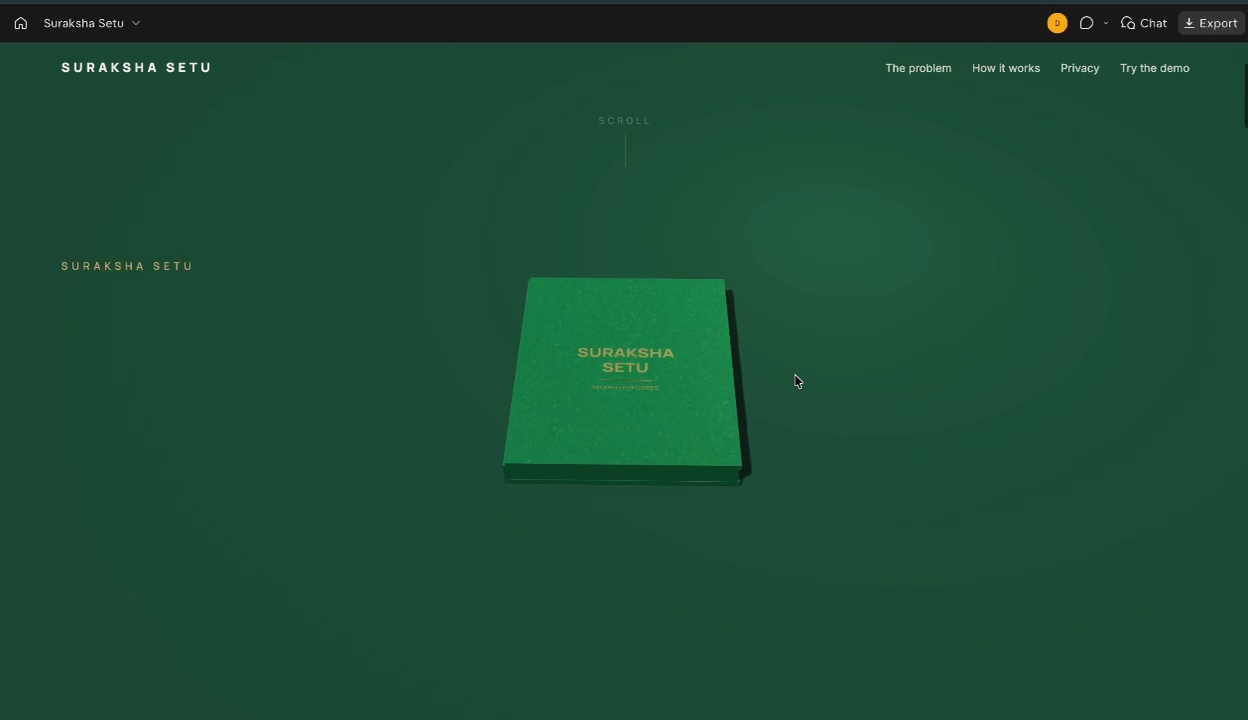 Suraksha Setu
D
Chat
Export
SURAKSHA SETU
The problem
How it works
Privacy
Try the demo
SCROLL
SURAKSHA SETU
SURAKSHA
SETU